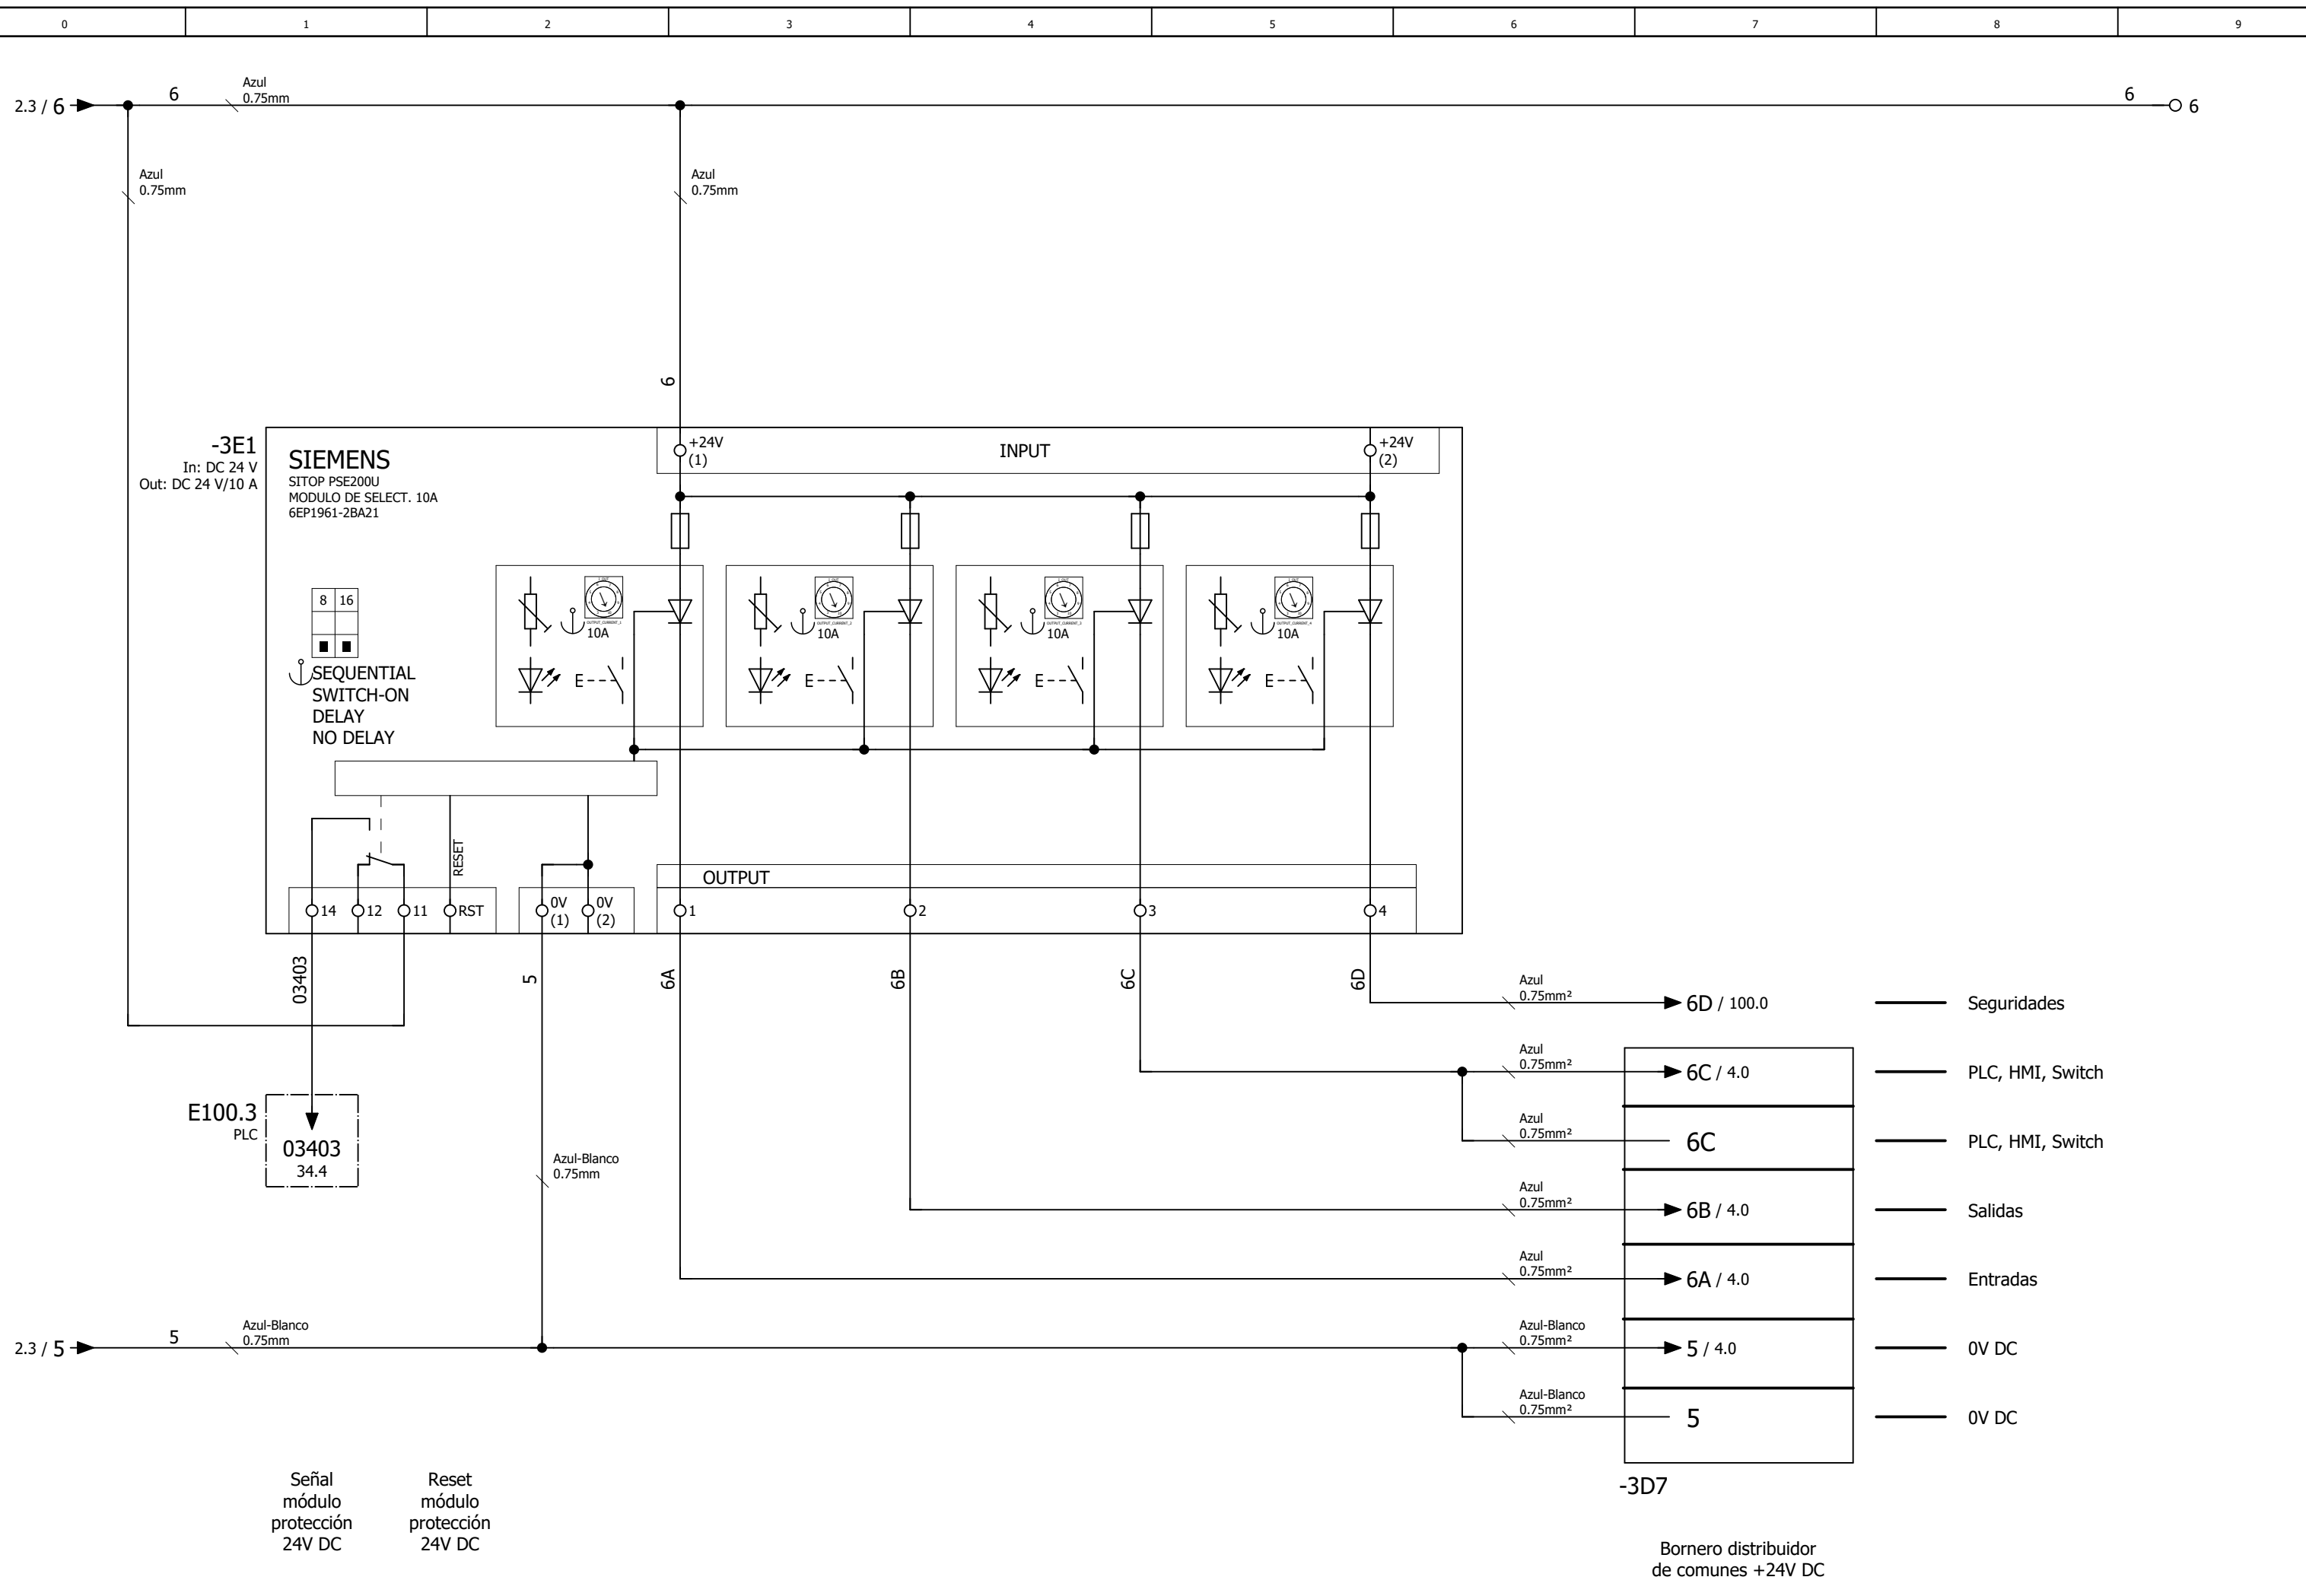 0 1 2 3 4 5 6 7 8 9
2.3 / 6
6
Azul
0.75mm
6
6
Azul
0.75mm
Azul
0.75mm
6
-3E1
In: DC 24 V
Out: DC 24 V/10 A
SIEMENS
SITOP PSE200U
MODULO DE SELECT. 10A
6EP1961-2BA21
+24V
(1)
INPUT
+24V
(2)
8 16
SEQUENTIAL
SWITCH-ON
DELAY
NO DELAY
10A
10A
10A
10A
E
E
E
E
RESET
OUTPUT
14
12
11
RST
0V
(1)
0V
(2)
1
2
3
4
03403
5
6A
6B
6C
6D
Azul
0.75mm²
6D / 100.0
Seguridades
Azul
0.75mm²
6C / 4.0
PLC, HMI, Switch
E100.3
PLC
03403
34.4
Azul
0.75mm²
6C
PLC, HMI, Switch
Azul-Blanco
0.75mm
Azul
0.75mm²
6B / 4.0
Salidas
Azul
0.75mm²
6A / 4.0
Entradas
2.3 / 5
5
Azul-Blanco
0.75mm
Azul-Blanco
0.75mm²
5 / 4.0
0V DC
Azul-Blanco
0.75mm²
5
0V DC
-3D7
Señal
módulo
protección
24V DC
Reset
módulo
protección
24V DC
Bornero distribuidor
de comunes +24V DC